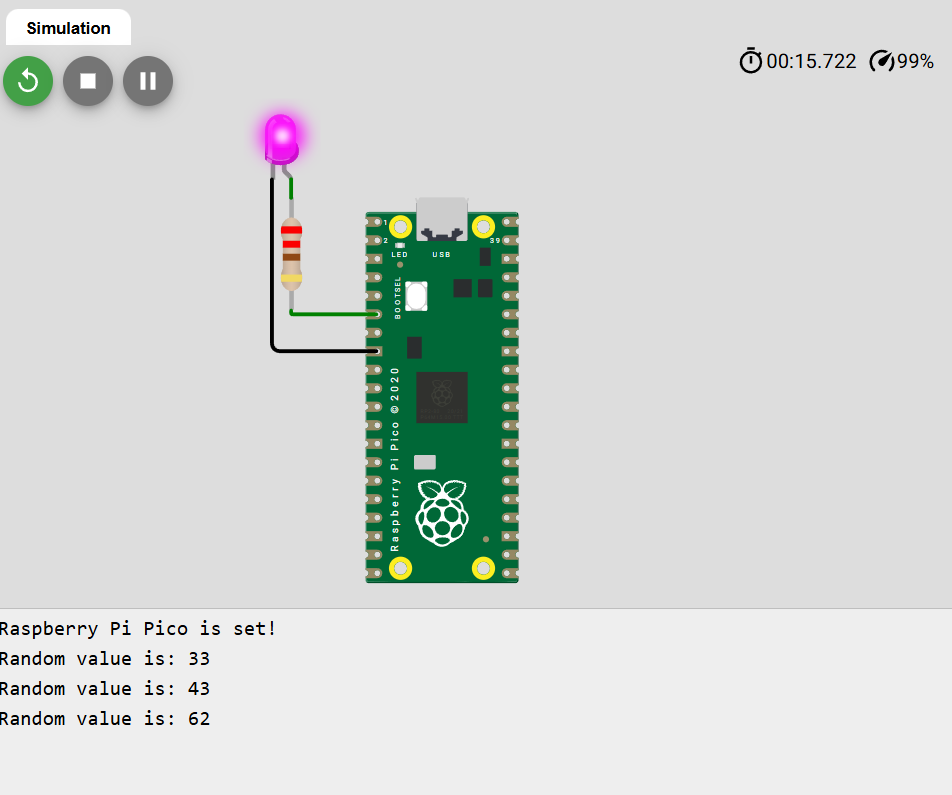 Simulation
00:15.722 99%
1
2
39
LED
USB
BOOTSEL
Raspberry Pi Pico © 2020
Raspberry Pi Pico is set!
Random value is: 33
Random value is: 43
Random value is: 62